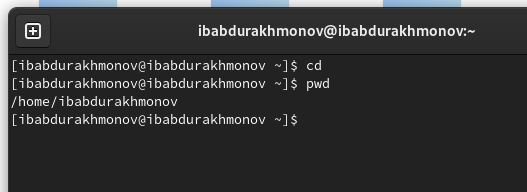 ibabdurakhmonov@ibabdurakhmonov:~
[ibabdurakhmonov@ibabdurakhmonov ~]$ cd
[ibabdurakhmonov@ibabdurakhmonov ~]$ pwd
/home/ibabdurakhmonov
[ibabdurakhmonov@ibabdurakhmonov ~]$